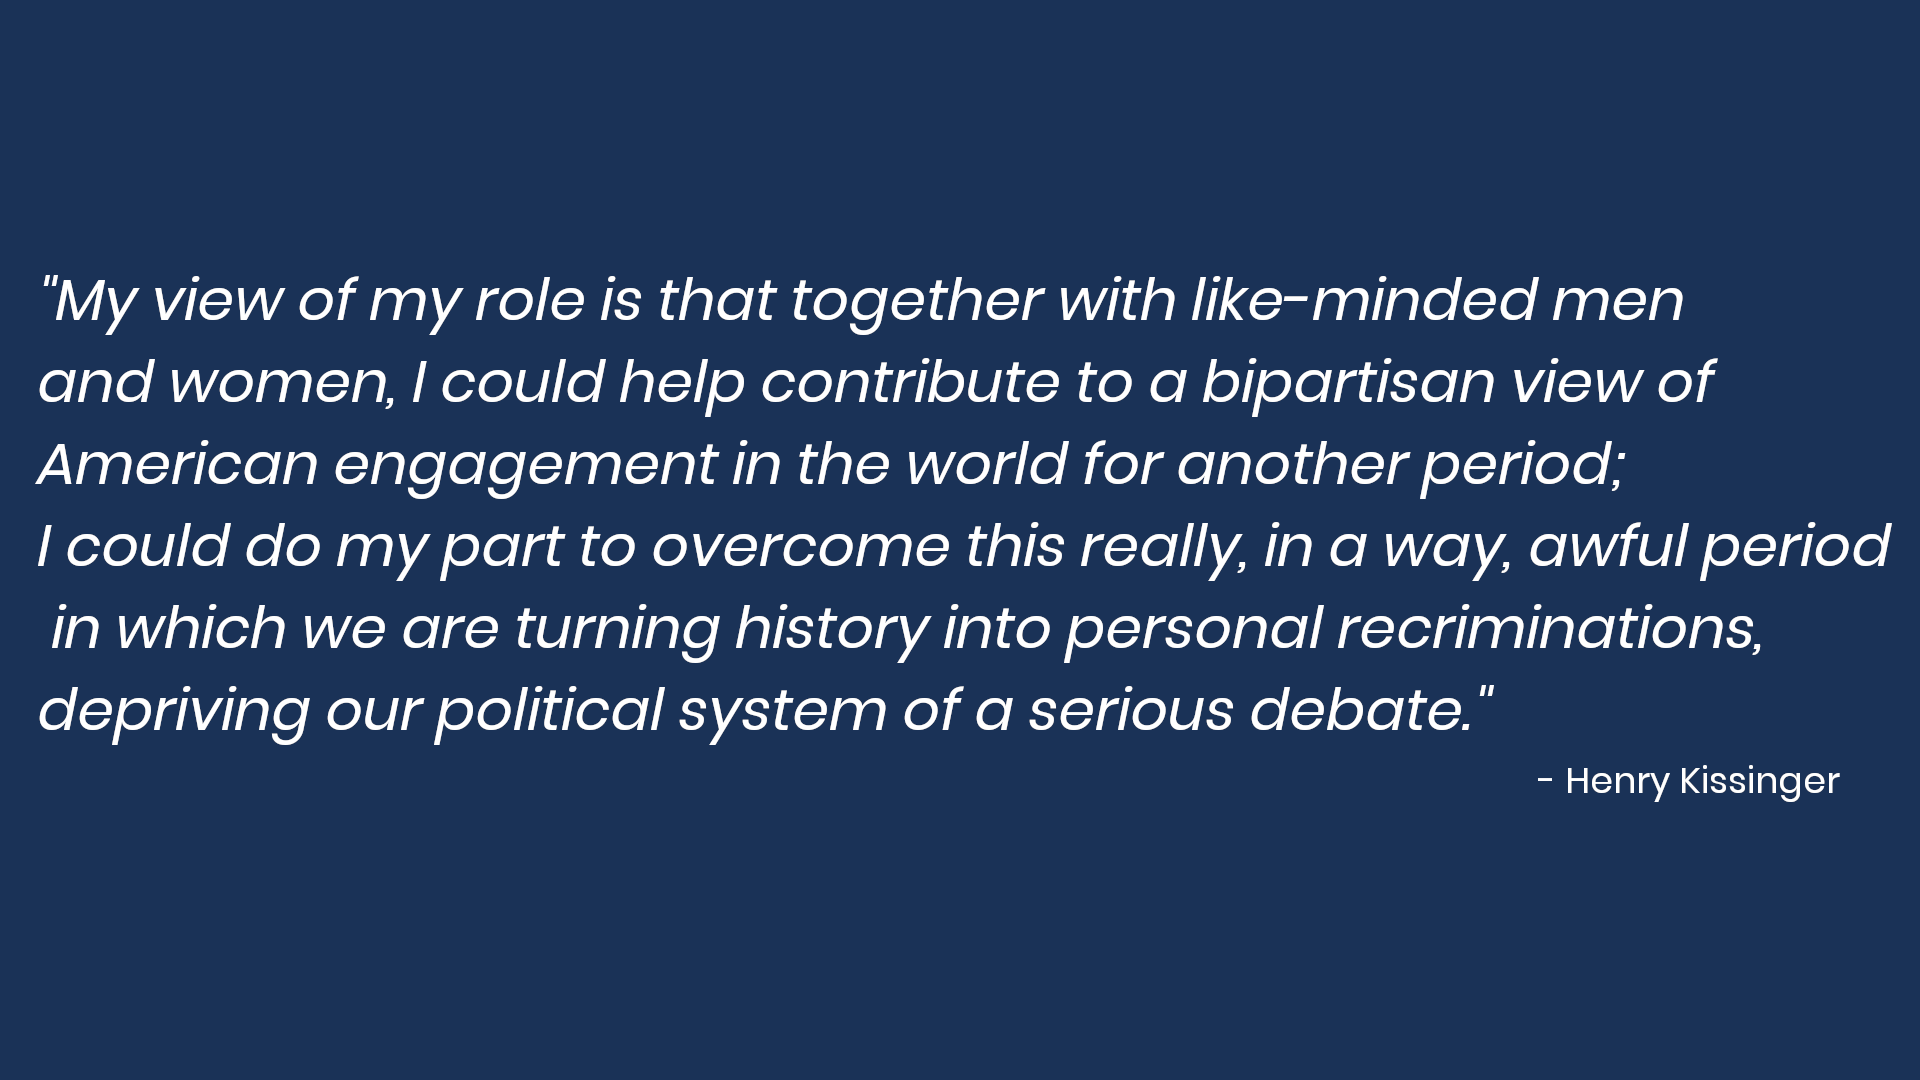 "My view of my role is that together with like-minded men
and women, I could help contribute to a bipartisan view of
American engagement in the world for another period;
I could do my part to overcome this really, in a way, awful period
in which we are turning history into personal recriminations,
depriving our political system of a serious debate."
- Henry Kissinger